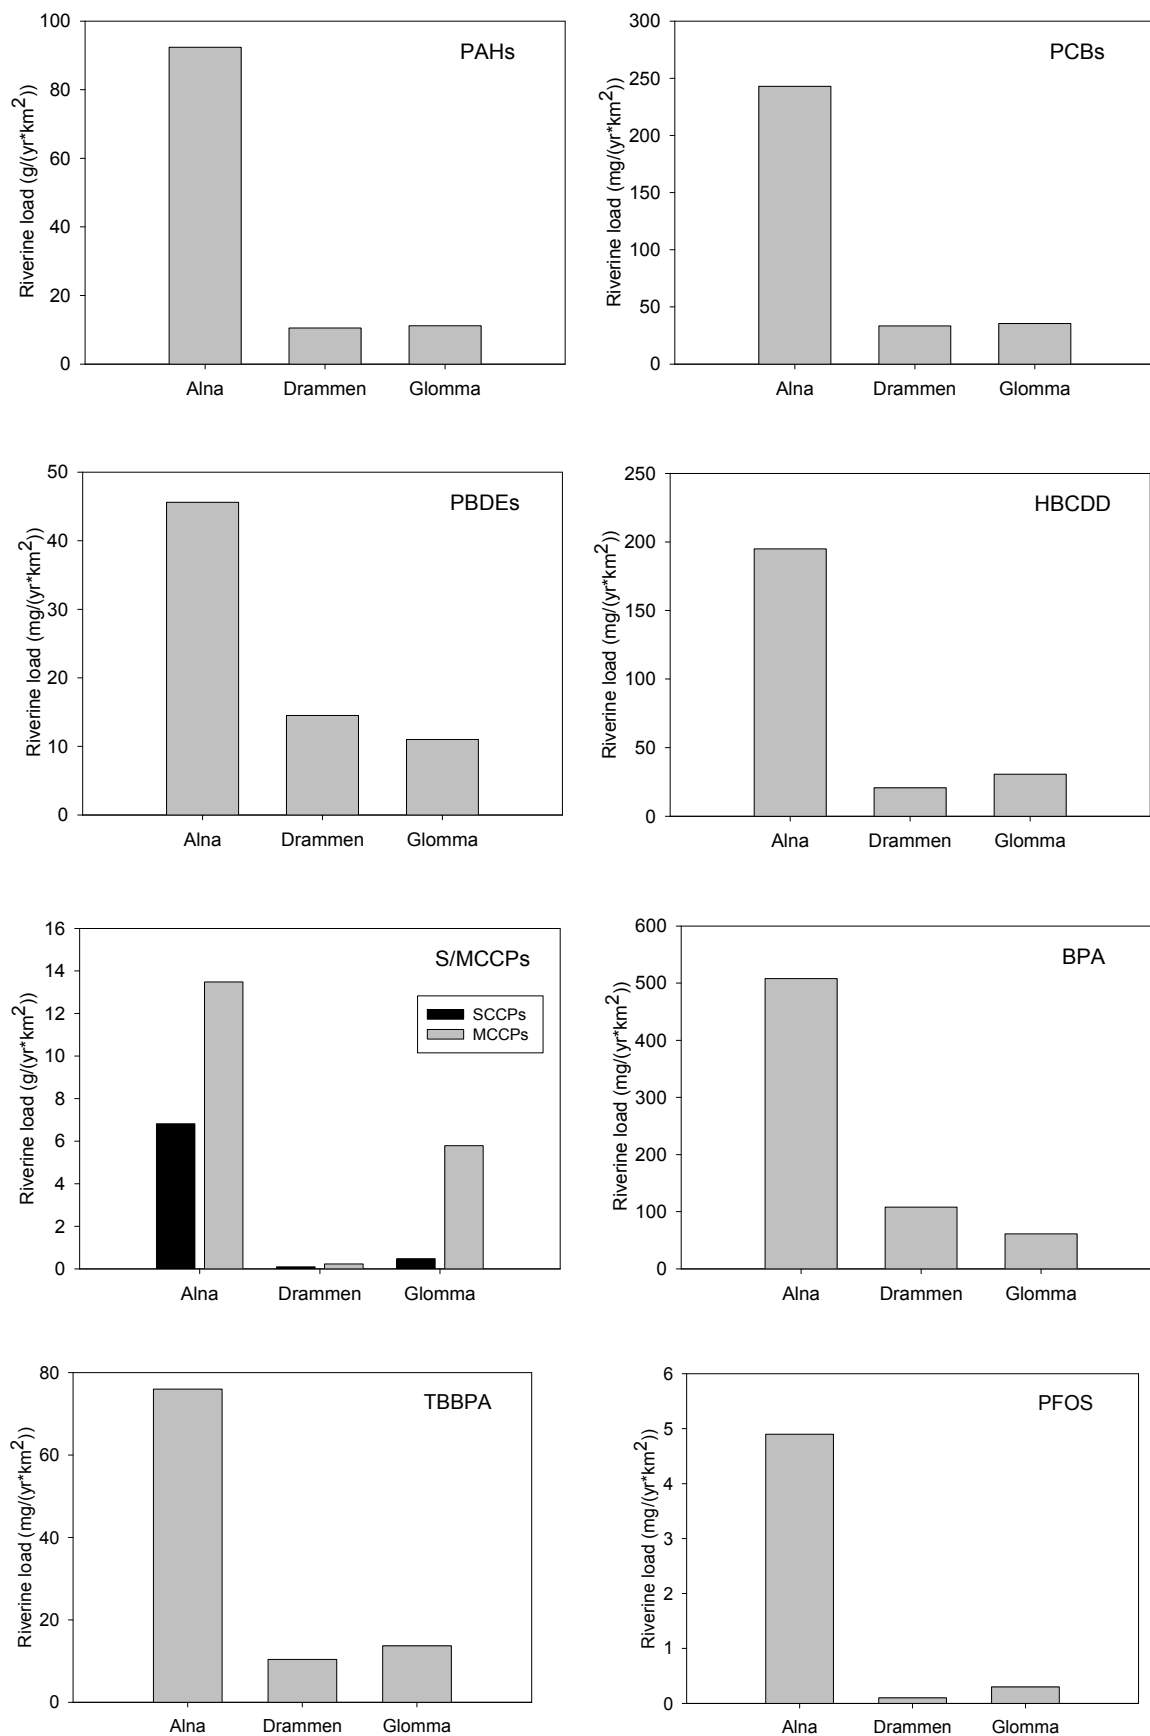 PAHs
Riverine load (g/(yr*km2))
100
80
60
40
20
0
Alna Drammen Glomma
PCBs
Riverine load (mg/(yr*km2))
300
250
200
150
100
50
0
Alna Drammen Glomma
PBDEs
Riverine load (mg/(yr*km2))
50
40
30
20
10
0
Alna Drammen Glomma
HBCDD
Riverine load (mg/(yr*km2))
250
200
150
100
50
0
Alna Drammen Glomma
S/MCCPs
SCCPs
MCCPs
Riverine load (g/(yr*km2))
16
14
12
10
8
6
4
2
0
Alna Drammen Glomma
BPA
Riverine load (mg/(yr*km2))
600
500
400
300
200
100
0
Alna Drammen Glomma
TBBPA
Riverine load (mg/(yr*km2))
80
60
40
20
0
Alna Drammen Glomma
PFOS
Riverine load (mg/(yr*km2))
6
5
4
3
2
1
0
Alna Drammen Glomma